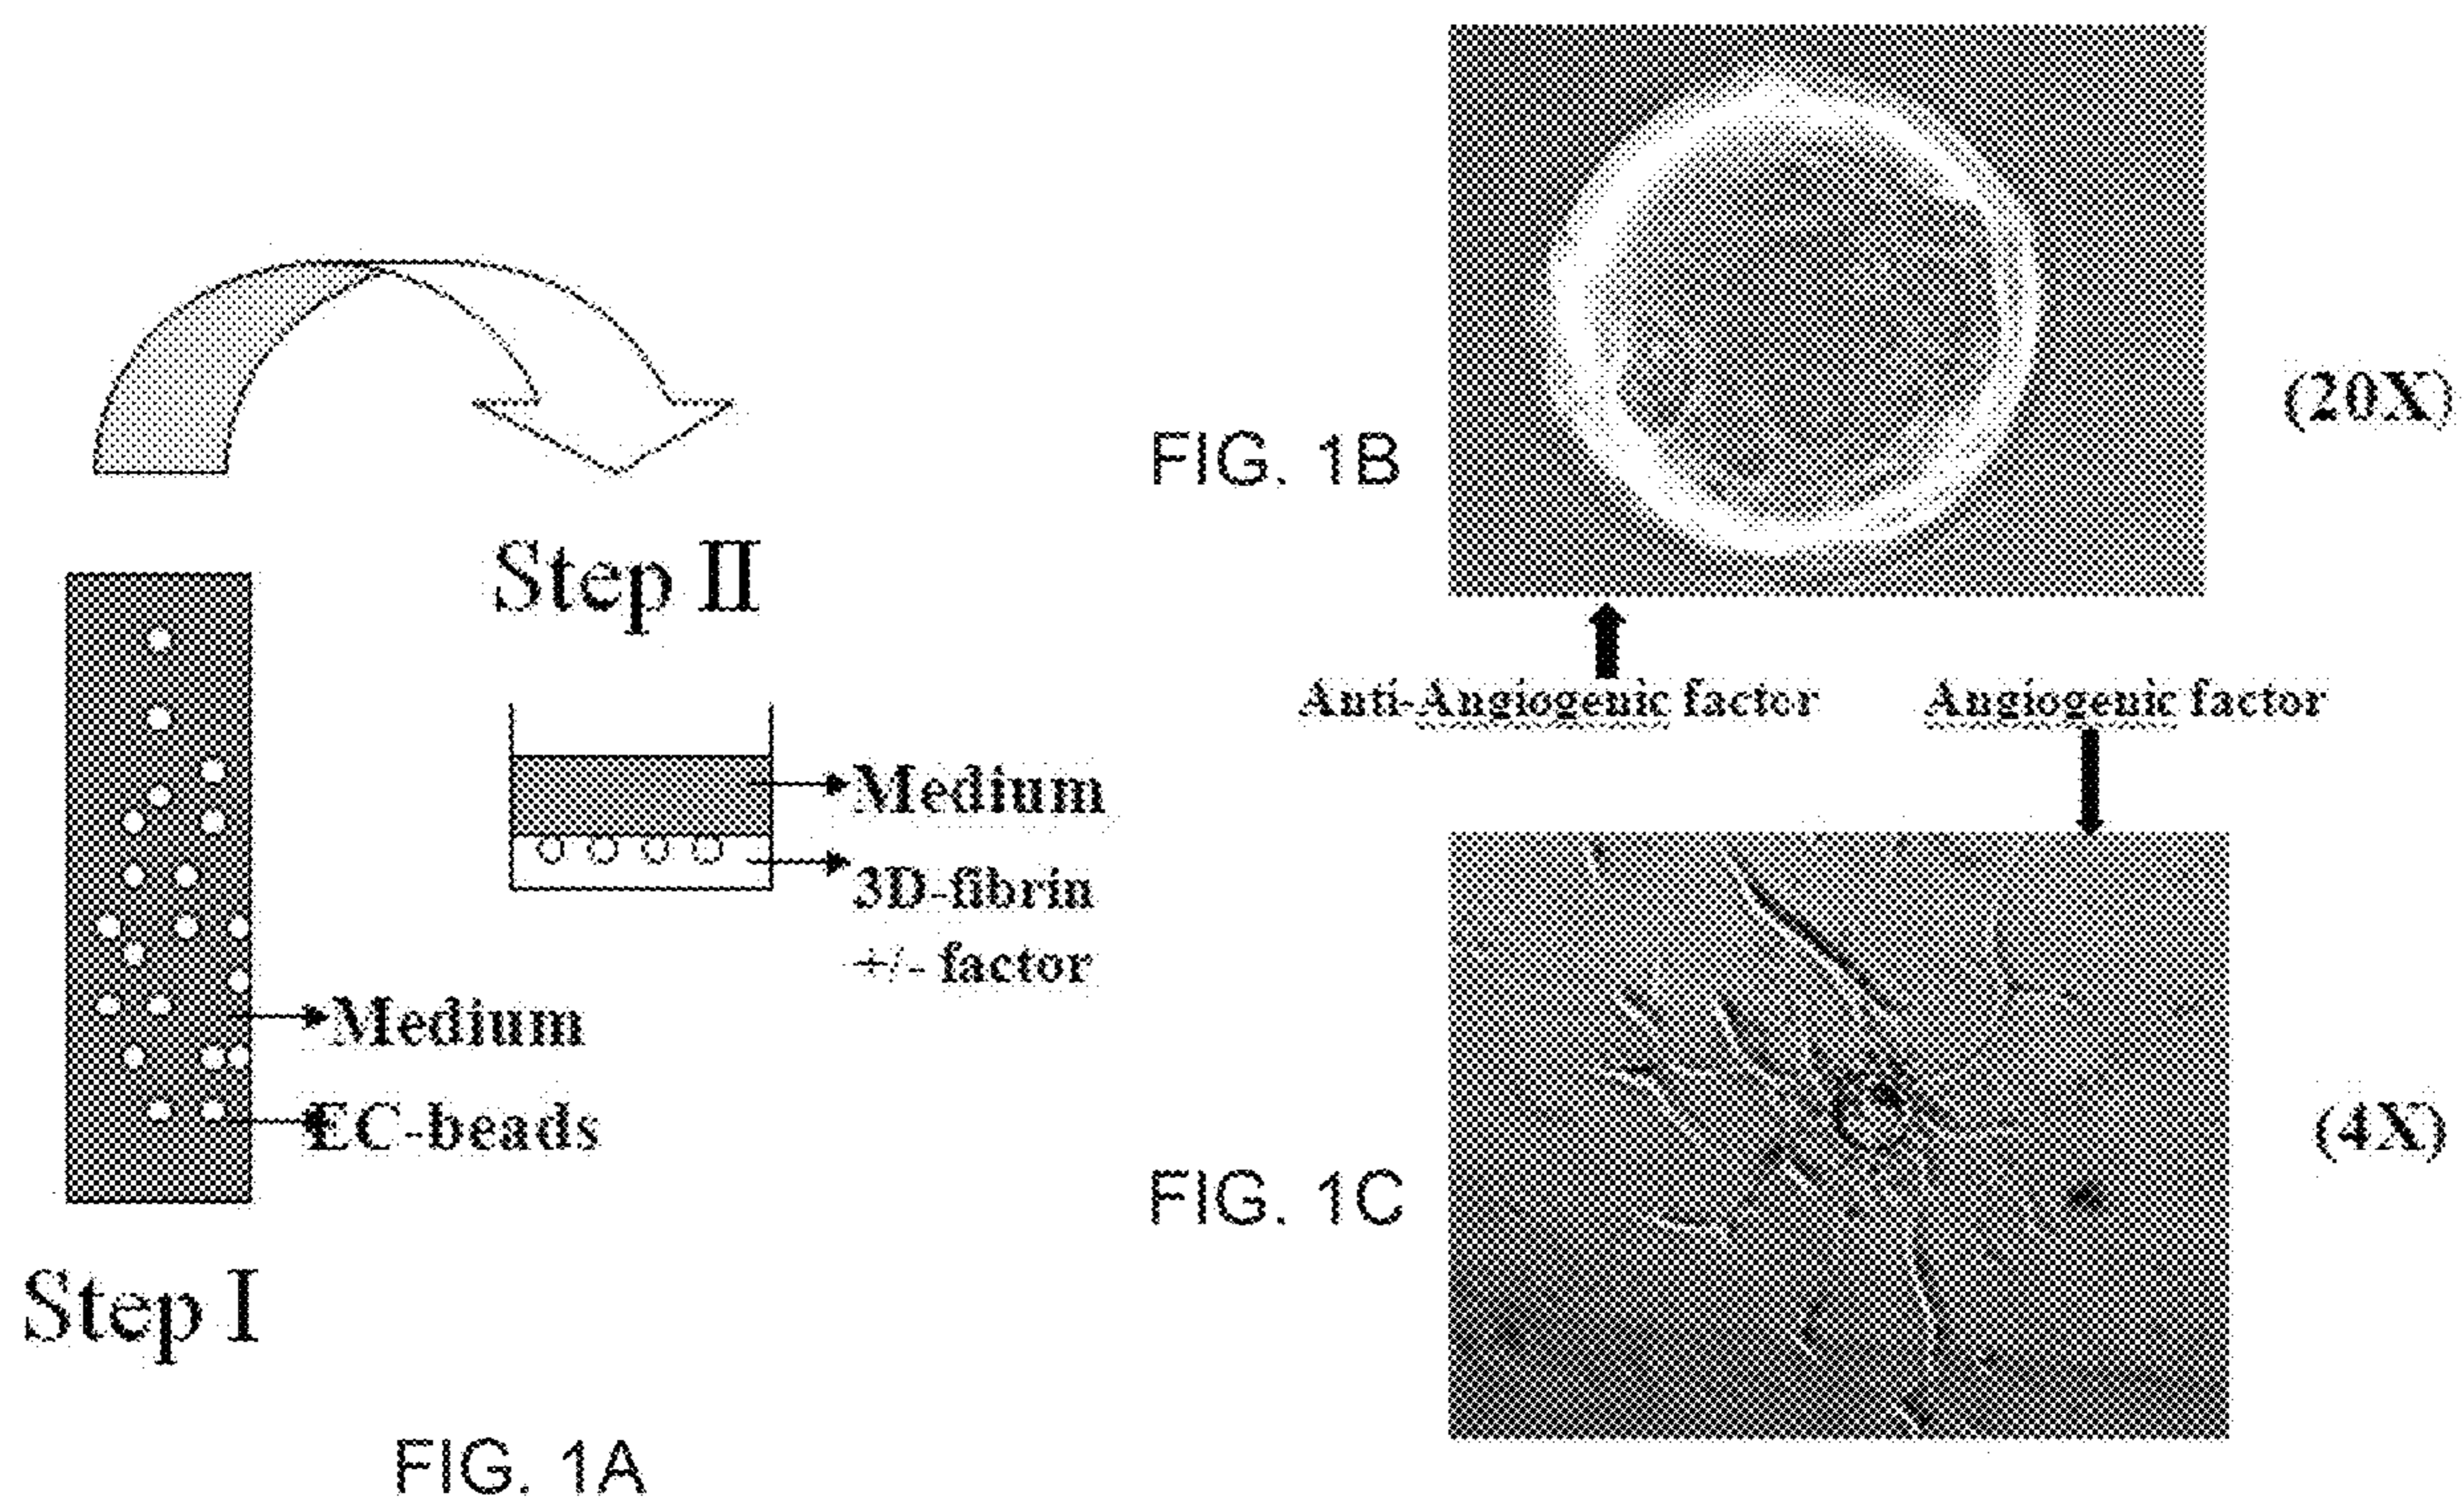 Step II
Medium
3D-fibrin
+/- factor
Medium
EC-beads
Step I
FIG. 1A
FIG. 1B
(20X)
Anti-Angiogenic factor
Angiogenic factor
FIG. 1C
(4X)